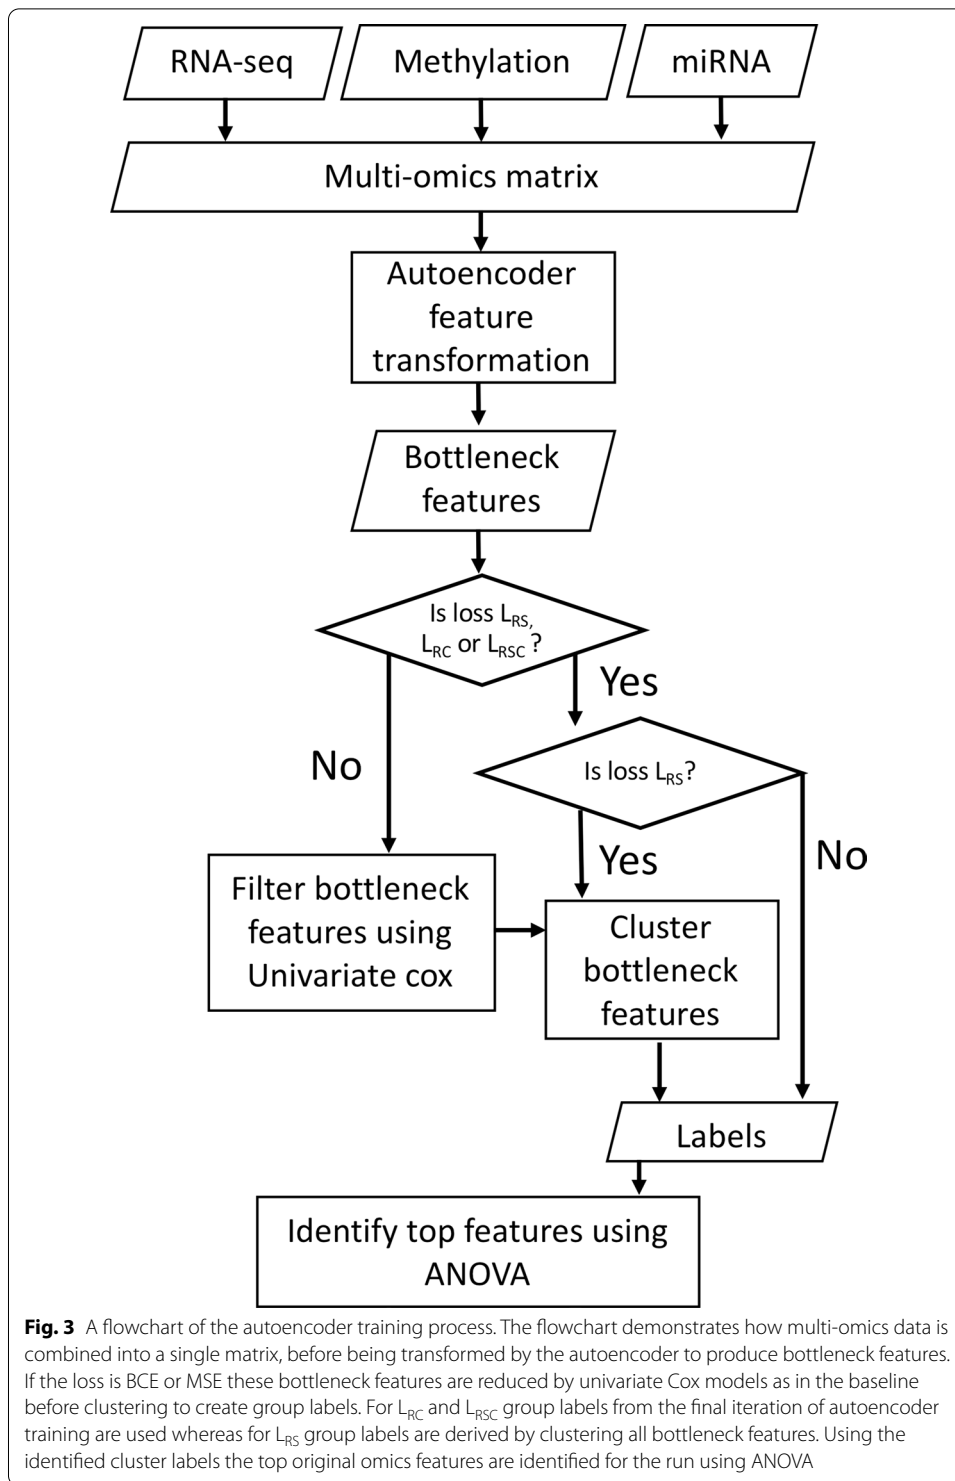 RNA-seq
Methylation
miRNA
Multi-omics matrix
Autoencoder
feature
transformation
Bottleneck
features
Is loss L_RS,
L_RC or L_RSC ?
Yes
No
Is loss L_RS?
Yes
No
Filter bottleneck
features using
Univariate cox
Cluster
bottleneck
features
Labels
Identify top features using
ANOVA
Fig. 3 A flowchart of the autoencoder training process. The flowchart demonstrates how multi-omics data is
combined into a single matrix, before being transformed by the autoencoder to produce bottleneck features.
If the loss is BCE or MSE these bottleneck features are reduced by univariate Cox models as in the baseline
before clustering to create group labels. For L_RC and L_RSC group labels from the final iteration of autoencoder
training are used whereas for L_RS group labels are derived by clustering all bottleneck features. Using the
identified cluster labels the top original omics features are identified for the run using ANOVA